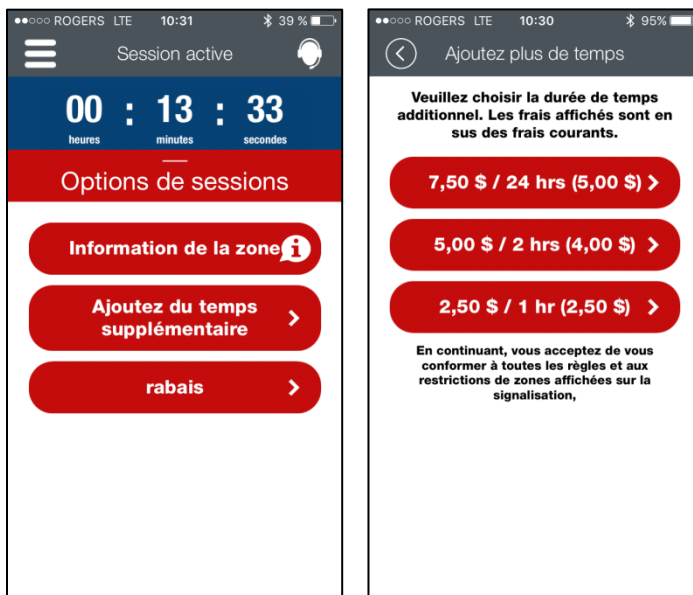 ROGERS LTE 10:31 39 %
Session active
00 : 13 : 33
heures minutes secondes
Options de sessions
Information de la zone
i
Ajoutez du temps
supplémentaire
rabais
ROGERS LTE 10:30 95%
Ajoutez plus de temps
Veuillez choisir la durée de temps
additionnel. Les frais affichés sont en
sus des frais courants.
7,50 $ / 24 hrs (5,00 $)
5,00 $ / 2 hrs (4,00 $)
2,50 $ / 1 hr (2,50 $)
En continuant, vous acceptez de vous
conformer à toutes les règles et aux
restrictions de zones affichées sur la
signalisation,